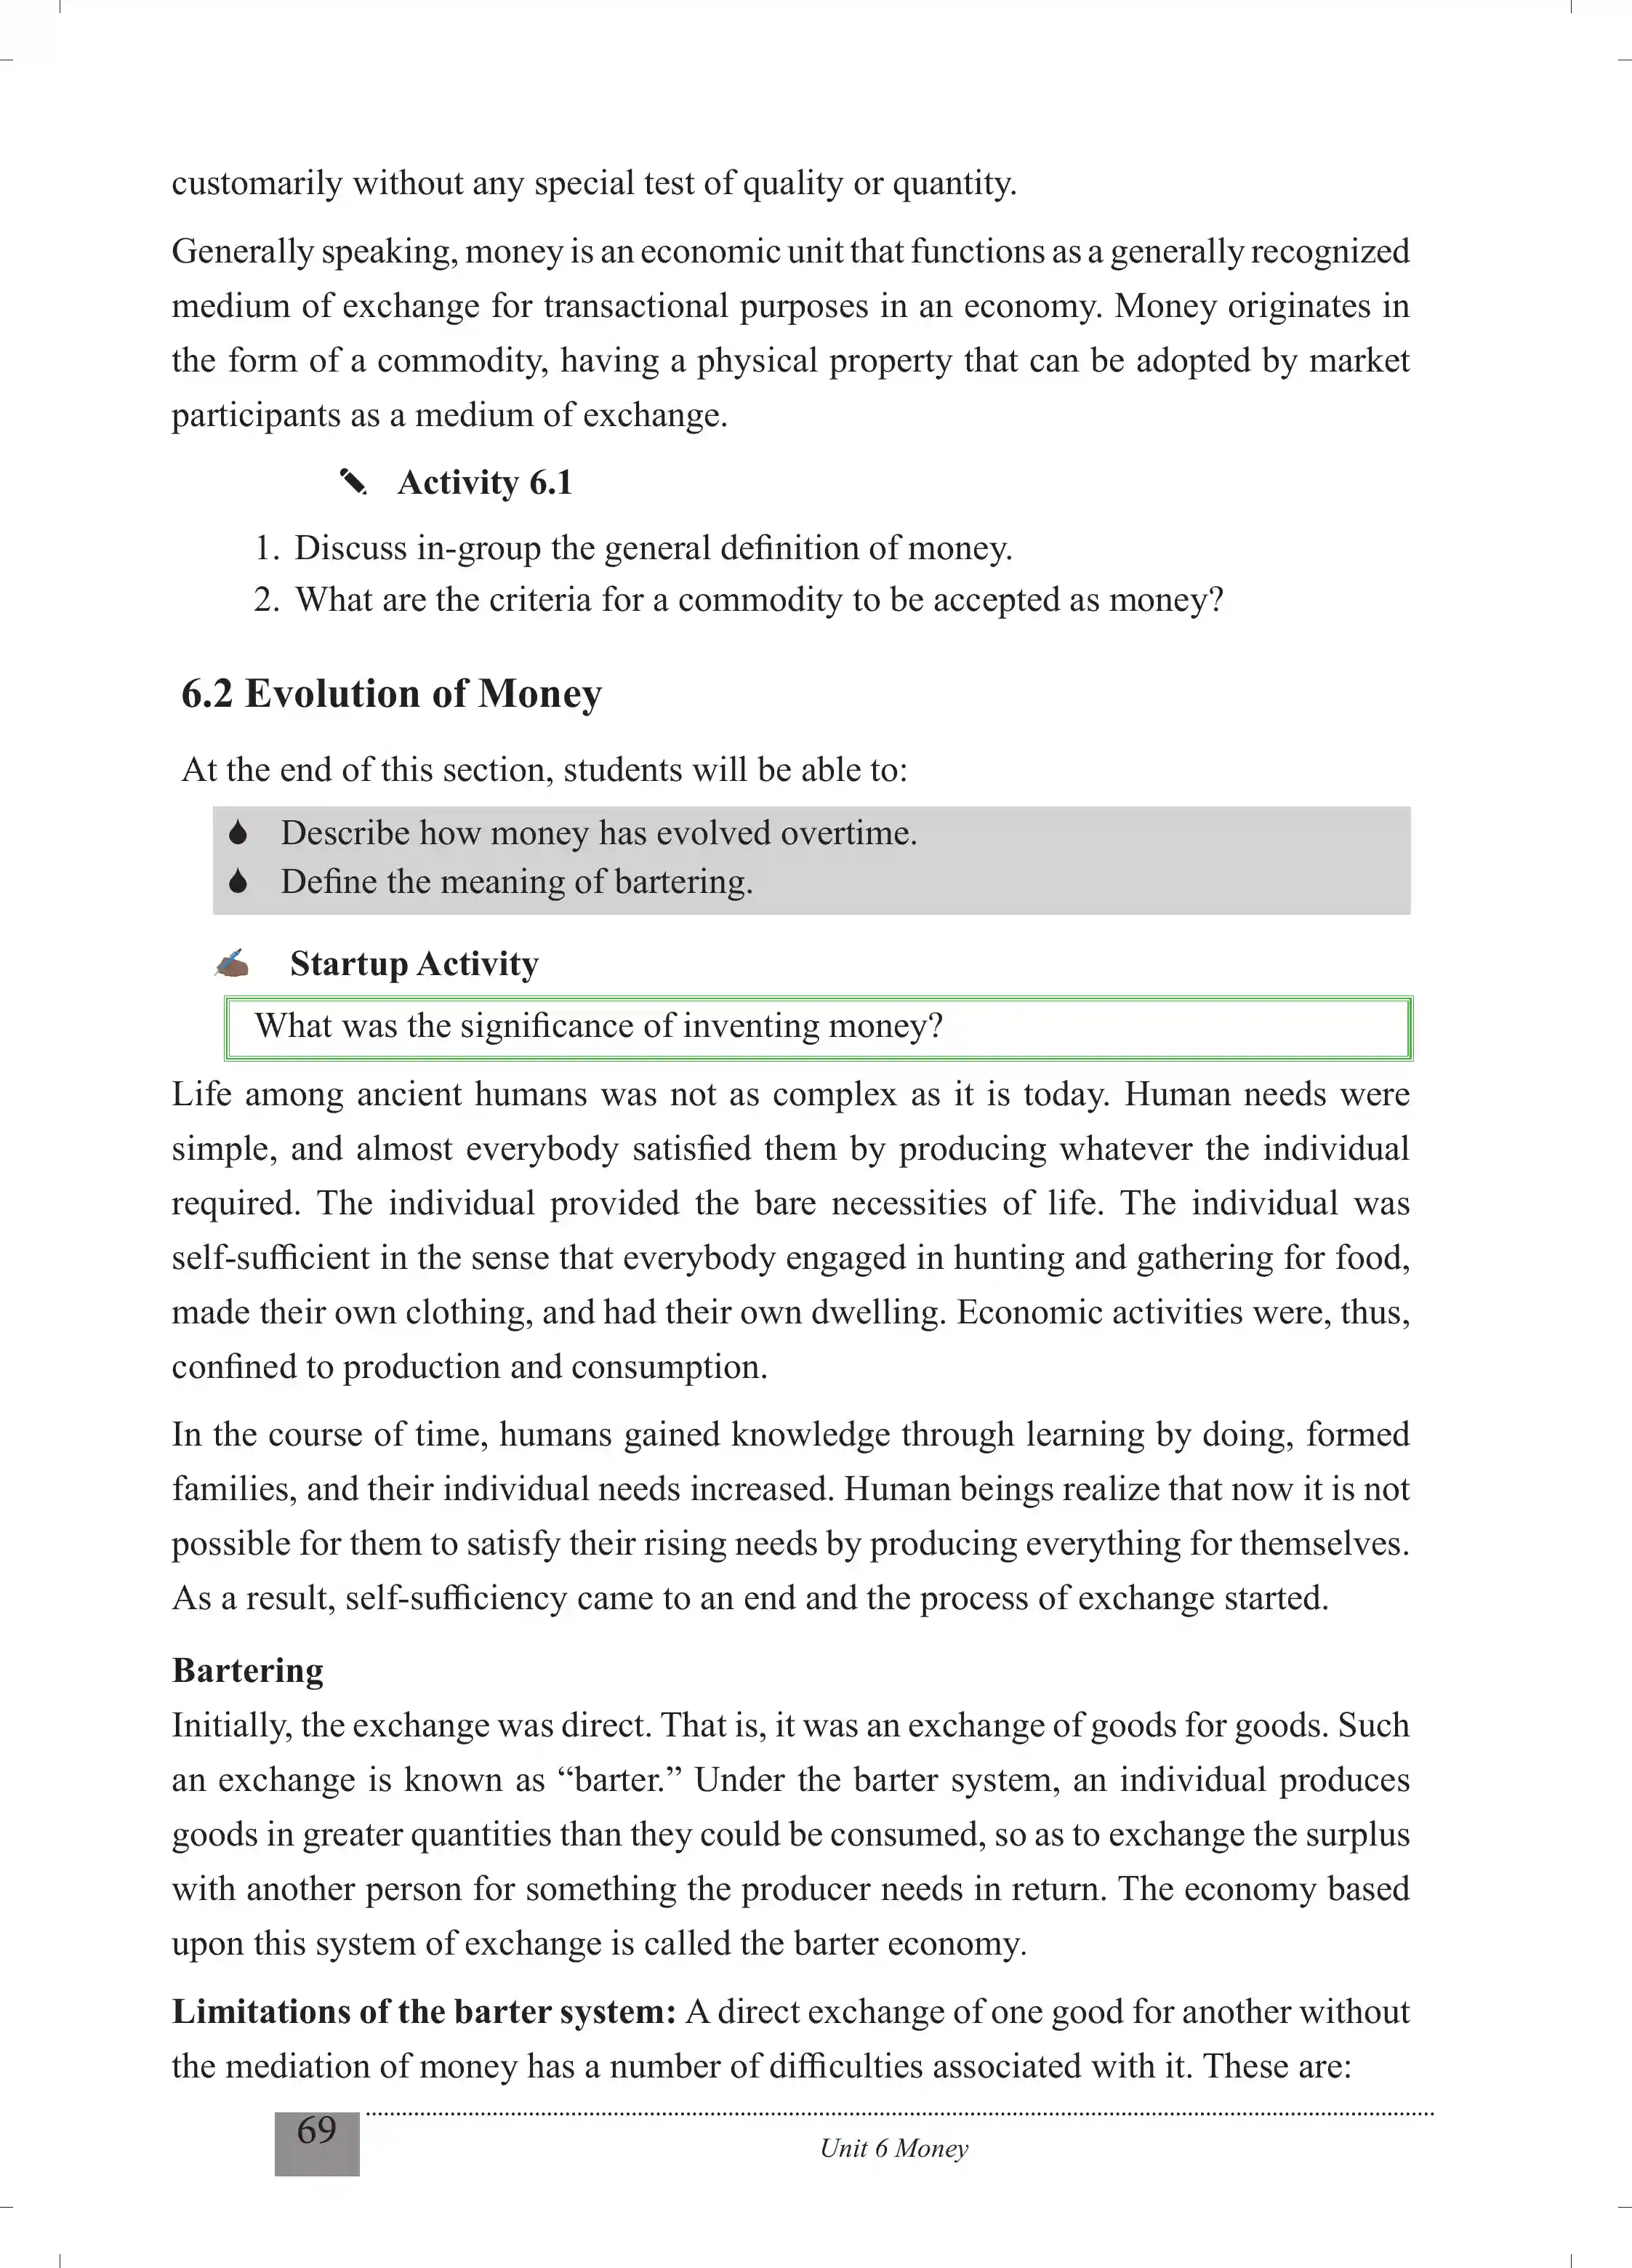 customarily without any special test of quality or quantity.
Generally speaking, money is an economic unit that functions as a generally recognized
medium of exchange for transactional purposes in an economy. Money originates in
the form of a commodity, having a physical property that can be adopted by market
participants as a medium of exchange.
Activity 6.1
1. Discuss in-group the general definition of money.
2. What are the criteria for a commodity to be accepted as money?
6.2 Evolution of Money
At the end of this section, students will be able to:
Describe how money has evolved overtime.
Define the meaning of bartering.
Startup Activity
What was the significance of inventing money?
Life among ancient humans was not as complex as it is today. Human needs were
simple, and almost everybody satisfied them by producing whatever the individual
required. The individual provided the bare necessities of life. The individual was
self-sufficient in the sense that everybody engaged in hunting and gathering for food,
made their own clothing, and had their own dwelling. Economic activities were, thus,
confined to production and consumption.
In the course of time, humans gained knowledge through learning by doing, formed
families, and their individual needs increased. Human beings realize that now it is not
possible for them to satisfy their rising needs by producing everything for themselves.
As a result, self-sufficiency came to an end and the process of exchange started.
Bartering
Initially, the exchange was direct. That is, it was an exchange of goods for goods. Such
an exchange is known as “barter.” Under the barter system, an individual produces
goods in greater quantities than they could be consumed, so as to exchange the surplus
with another person for something the producer needs in return. The economy based
upon this system of exchange is called the barter economy.
Limitations of the barter system: A direct exchange of one good for another without
the mediation of money has a number of difficulties associated with it. These are:
69
Unit 6 Money